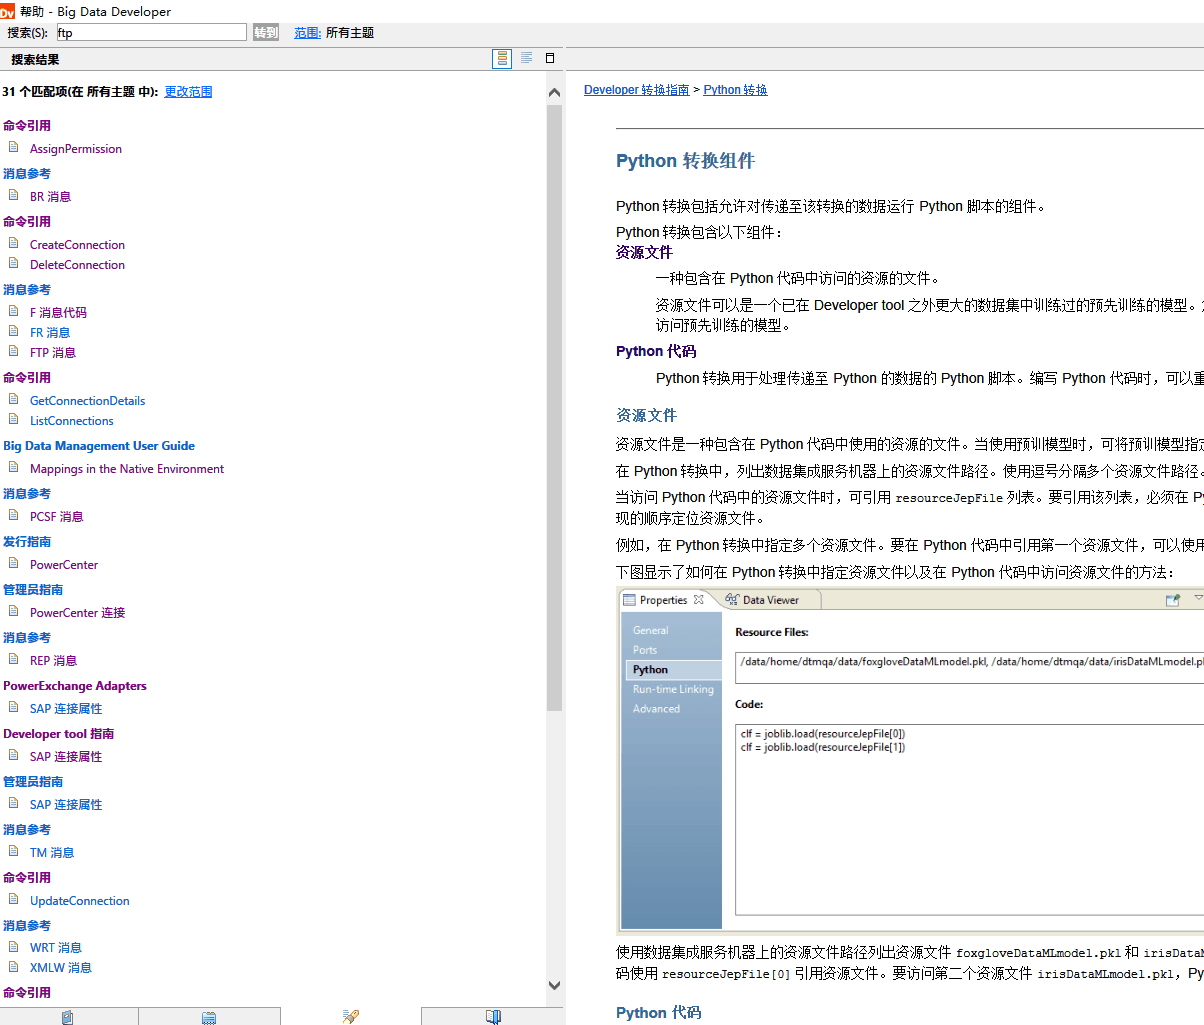 Dv 帮助 - Big Data Developer
搜索(S): ftp 转到 范围: 所有主题
搜索结果
31 个匹配项(在 所有主题 中): 更改范围
命令引用
AssignPermission
消息参考
BR 消息
命令引用
CreateConnection
DeleteConnection
消息参考
F 消息代码
FR 消息
FTP 消息
命令引用
GetConnectionDetails
ListConnections
Big Data Management User Guide
Mappings in the Native Environment
消息参考
PCSF 消息
发行指南
PowerCenter
管理员指南
PowerCenter 连接
消息参考
REP 消息
PowerExchange Adapters
SAP 连接属性
Developer tool 指南
SAP 连接属性
管理员指南
SAP 连接属性
消息参考
TM 消息
命令引用
UpdateConnection
消息参考
WRT 消息
XMLW 消息
命令引用
Developer 转换指南 > Python 转换
Python 转换组件
Python 转换包括允许对传递至该转换的数据运行 Python 脚本的组件。
Python 转换包含以下组件：
资源文件
一种包含在 Python 代码中访问的资源的文件。
资源文件可以是一个已在 Developer tool 之外更大的数据集中训练过的预先训练的模型。
访问预先训练的模型。
Python 代码
Python 转换用于处理传递至 Python 的数据的 Python 脚本。编写 Python 代码时，可以重
资源文件
资源文件是一种包含在 Python 代码中使用的资源的文件。当使用预训模型时，可将预训模型指定
在 Python 转换中，列出数据集成服务机器上的资源文件路径。使用逗号分隔多个资源文件路径。
当访问 Python 代码中的资源文件时，可引用 resourceJepFile 列表。要引用该列表，必须在 Py
现的顺序定位资源文件。
例如，在 Python 转换中指定多个资源文件。要在 Python 代码中引用第一个资源文件，可以使用
下图显示了如何在 Python 转换中指定资源文件以及在 Python 代码中访问资源文件的方法：
Properties Data Viewer
General
Ports
Python
Run-time Linking
Advanced
Resource Files:
/data/home/dtmqa/data/foxgloveDataMLmodel.pkl, /data/home/dtmqa/data/irisDataMLmodel.pl
Code:
clf = joblib.load(resourceJepFile[0])
clf = joblib.load(resourceJepFile[1])
使用数据集成服务机器上的资源文件路径列出资源文件 foxgloveDataMLmodel.pkl 和 irisDataM
码使用 resourceJepFile[0] 引用资源文件。要访问第二个资源文件 irisDataMLmodel.pkl，Py
Python 代码